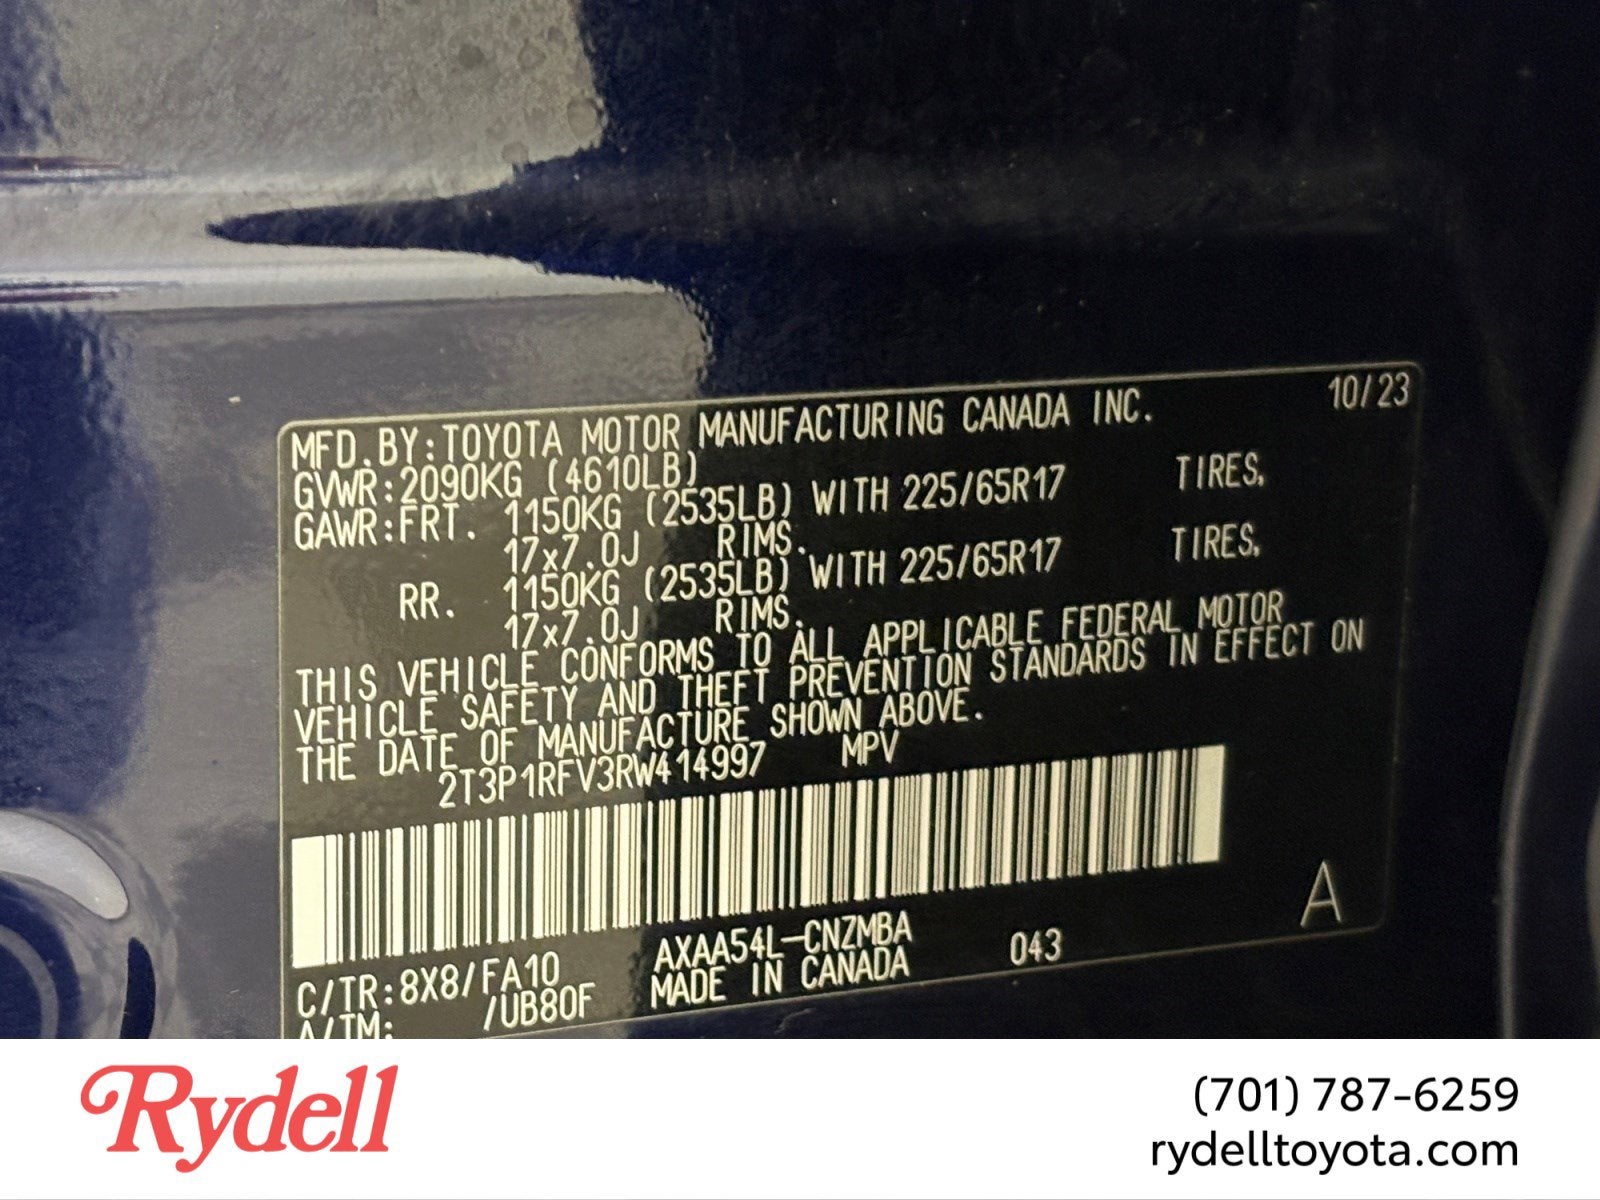 MFD.BY:TOYOTA MOTOR MANUFACTURING CANADA INC. 10/23
GVWR:2090KG (4610LB)
GAWR:FRT. 1150KG (2535LB) WITH 225/65R17 TIRES,
17x7.0J RIMS.
RR. 1150KG (2535LB) WITH 225/65R17 TIRES,
17x7.0J RIMS.
THIS VEHICLE CONFORMS TO ALL APPLICABLE FEDERAL MOTOR
VEHICLE SAFETY AND THEFT PREVENTION STANDARDS IN EFFECT ON
THE DATE OF MANUFACTURE SHOWN ABOVE.
2T3P1RFV3RW414997 MPV
A
C/TR:8X8/FA10 AXAA54L-CNZMBA 043
A/TM: /UB80F MADE IN CANADA
Rydell
(701) 787-6259
rydelltoyota.com